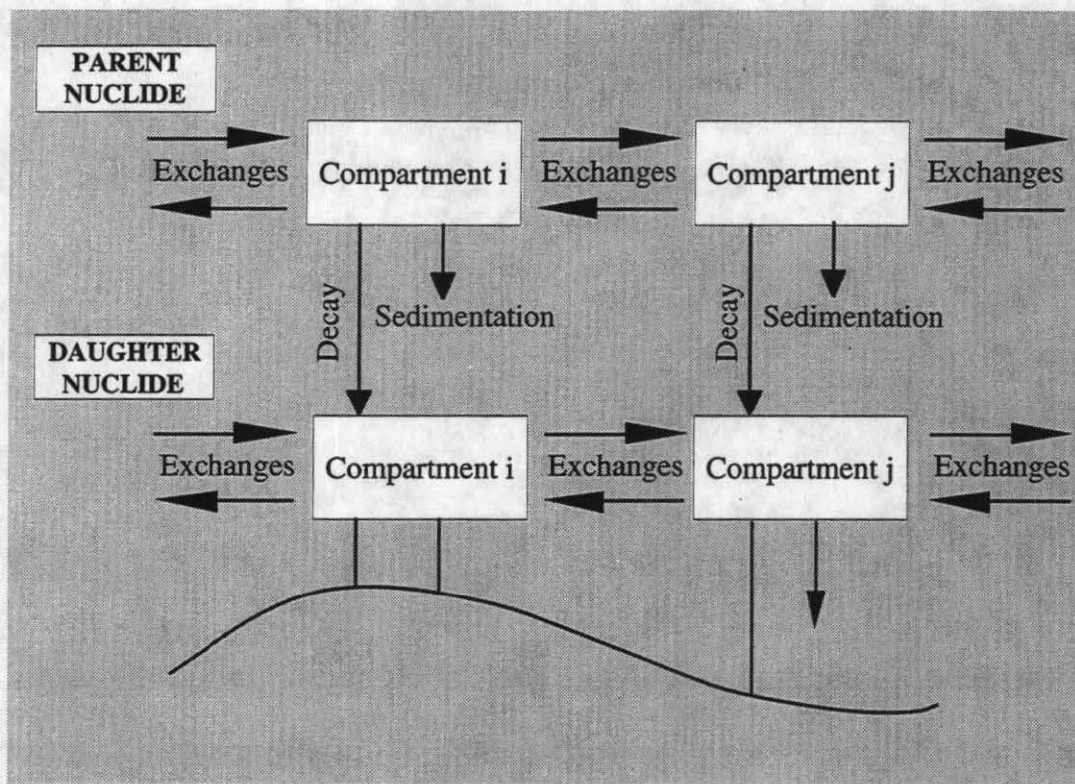 PARENT
NUCLIDE
Exchanges
Compartment i
Exchanges
Compartment j
Exchanges
Decay
Sedimentation
Decay
Sedimentation
DAUGHTER
NUCLIDE
Exchanges
Compartment i
Exchanges
Compartment j
Exchanges